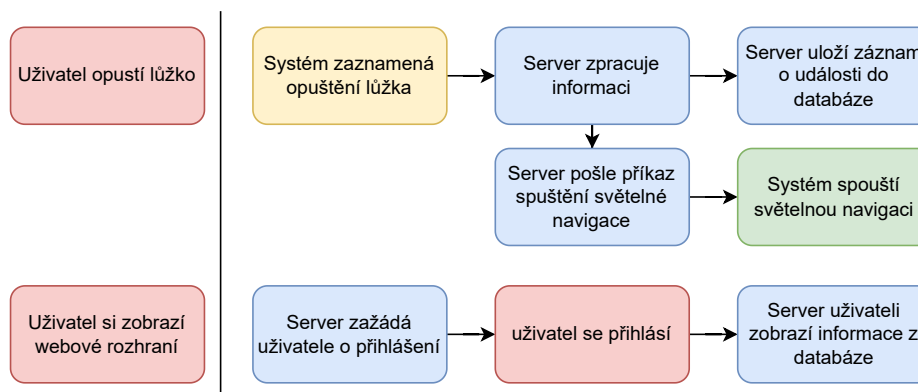 Uživatel opustí lůžko
Systém zaznamená
opuštění lůžka
Server zpracuje
informaci
Server uloží záznam
o události do
databáze
Server pošle příkaz
spuštění světelné
navigace
Systém spouští
světelnou navigaci
Uživatel si zobrazí
webové rozhraní
Server zažádá
uživatele o přihlášení
uživatel se přihlásí
Server uživateli
zobrazí informace z
databáze